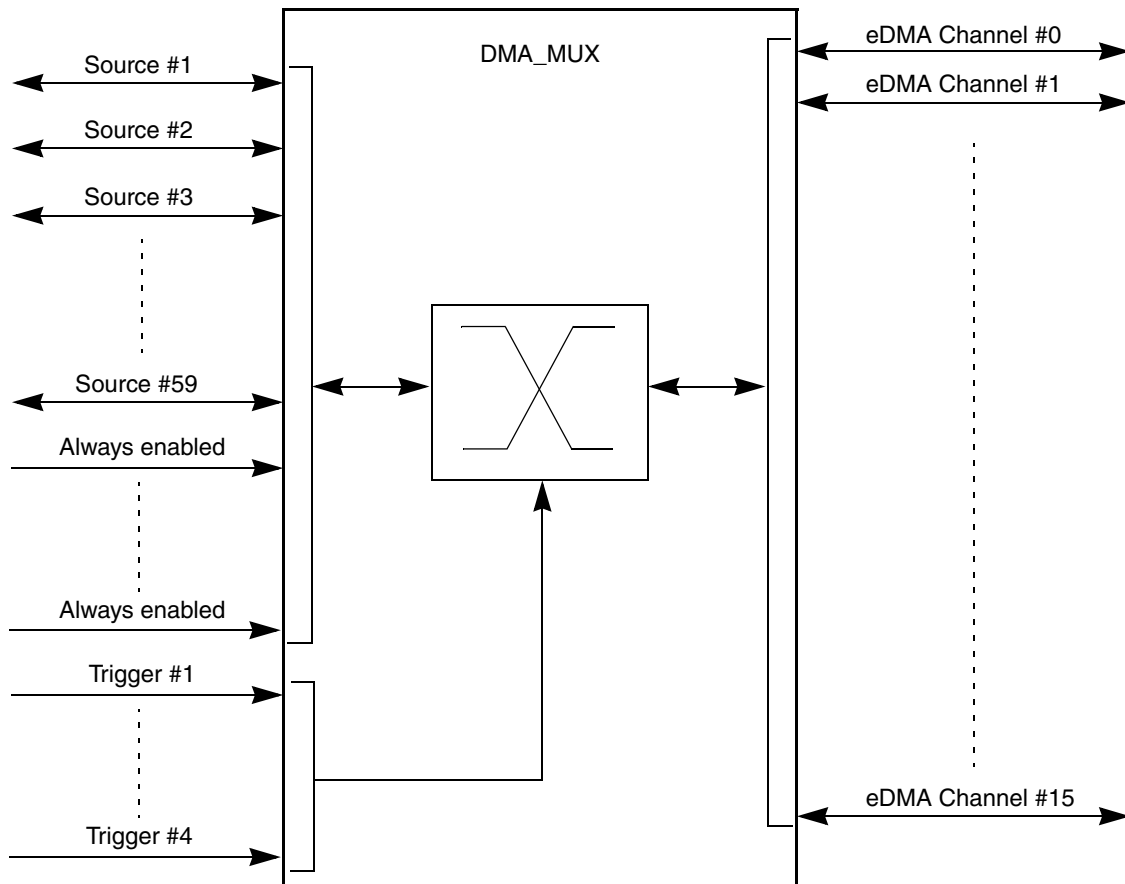 DMA_MUX
Source #1
Source #2
Source #3
Source #59
Always enabled
Always enabled
Trigger #1
Trigger #4
eDMA Channel #0
eDMA Channel #1
eDMA Channel #15